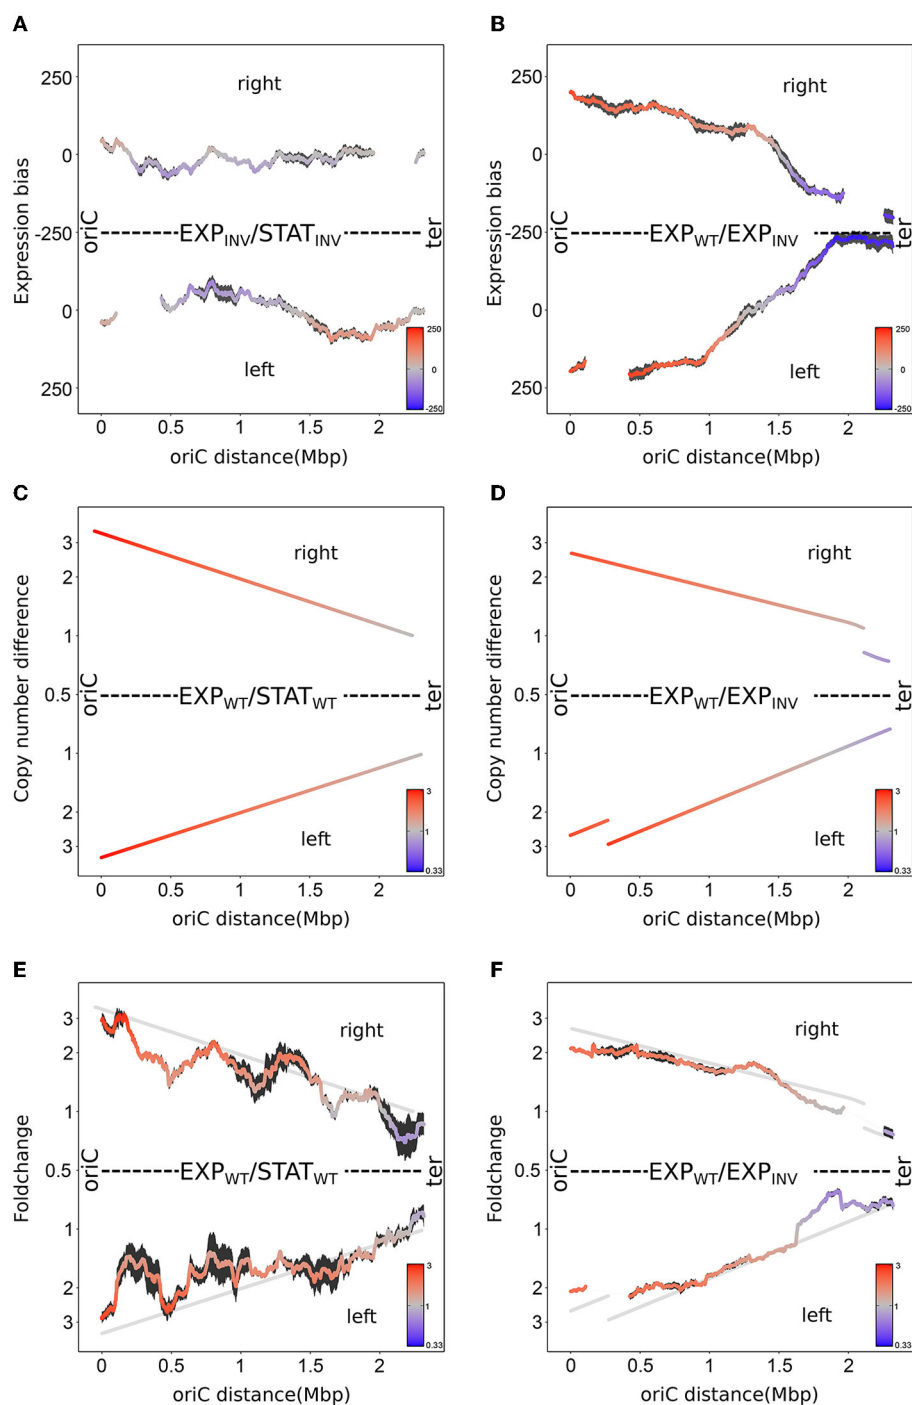 A
Expression bias
250
0
-250
0
250
right
oriC
EXPINV/STATINV
ter
left
250
0
-250
0
0.5
1
1.5
2
oriC distance(Mbp)
B
Expression bias
250
0
-250
0
250
right
oriC
EXPWT/EXPINV
ter
left
250
0
-250
0
0.5
1
1.5
2
oriC distance(Mbp)
C
Copy number difference
3
2
1
0.5
1
2
3
right
oriC
EXPWT/STATWT
ter
left
3
1
0.33
0
0.5
1
1.5
2
oriC distance(Mbp)
D
Copy number difference
3
2
1
0.5
1
2
3
right
oriC
EXPWT/EXPINV
ter
left
3
1
0.33
0
0.5
1
1.5
2
oriC distance(Mbp)
E
Foldchange
3
2
1
0.5
1
2
3
right
oriC
EXPWT/STATWT
ter
left
3
1
0.33
0
0.5
1
1.5
2
oriC distance(Mbp)
F
Foldchange
3
2
1
0.5
1
2
3
right
oriC
EXPWT/EXPINV
ter
left
3
1
0.33
0
0.5
1
1.5
2
oriC distance(Mbp)